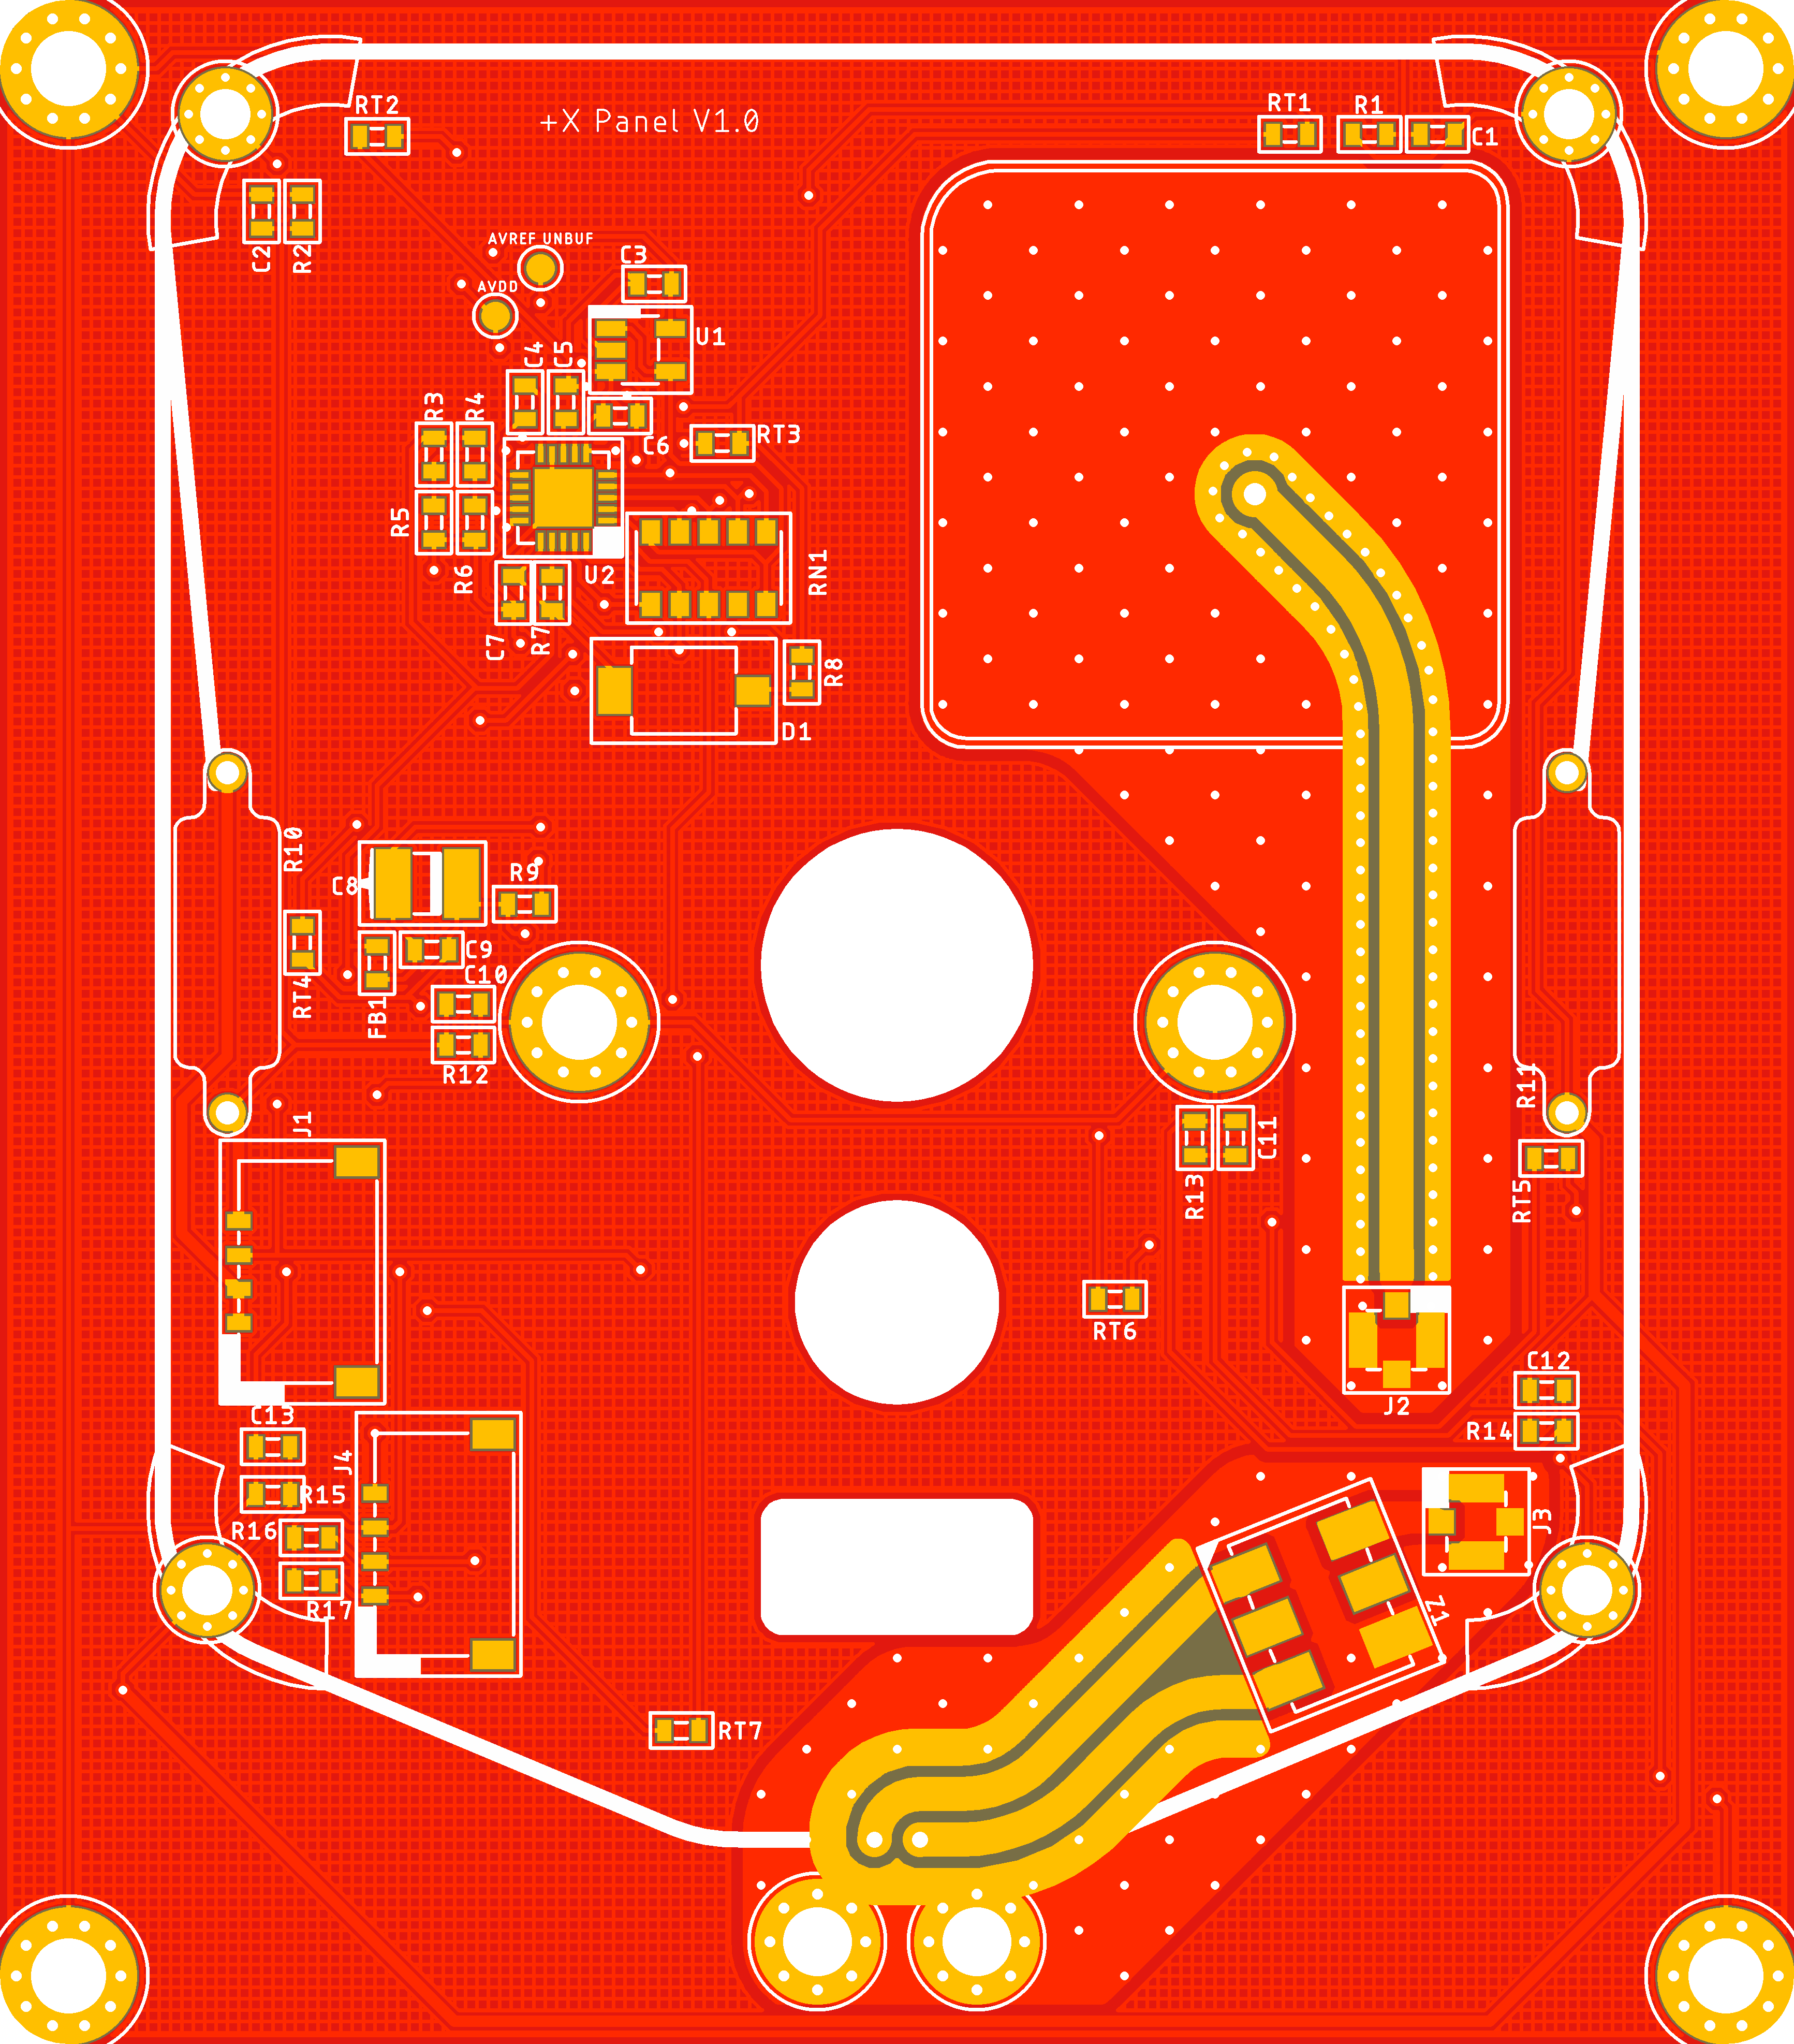 RT2
+X Panel V1.0
RT1
R1
C1
C2
R2
AVREF UNBUF
AVDD
C3
U1
C4
C5
R3
R4
C6
RT3
R5
R6
U2
RN1
C7
R7
R8
D1
R10
C8
R9
RT4
FB1
C9
C10
R12
J1
R11
R13
C11
RT5
RT6
C12
J2
R14
C13
J4
R15
R16
R17
J3
Z1
RT7